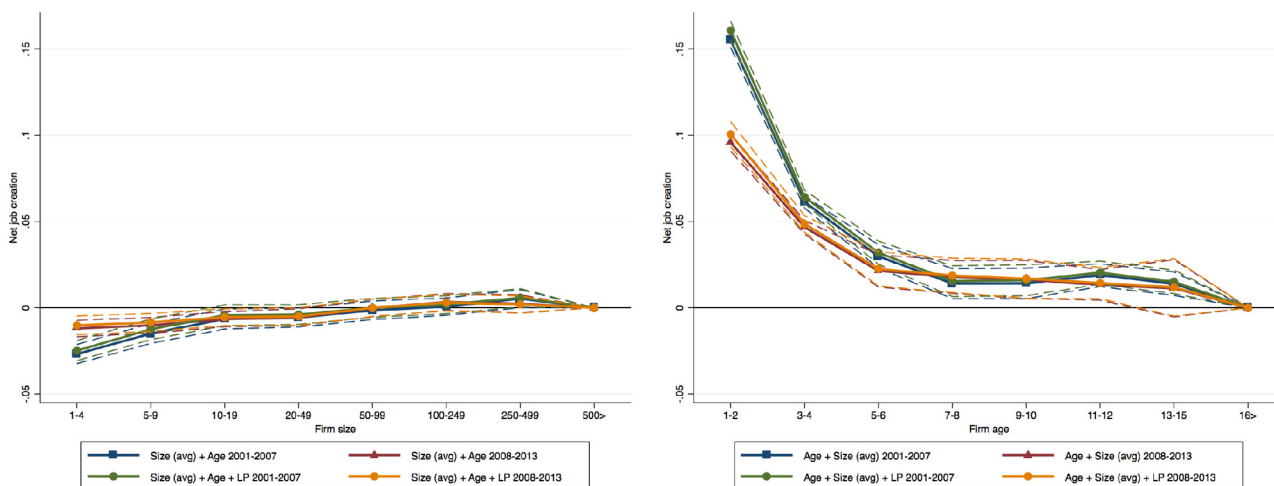 .15
.1
.05
0
-.05
Net job creation
1-4
5-9
10-19
20-49
50-99
100-249
250-499
500>
Firm size
Size (avg) + Age 2001-2007
Size (avg) + Age 2008-2013
Size (avg) + Age + LP 2001-2007
Size (avg) + Age + LP 2008-2013
.15
.1
.05
0
-.05
Net job creation
1-2
3-4
5-6
7-8
9-10
11-12
13-15
16>
Firm age
Age + Size (avg) 2001-2007
Age + Size (avg) 2008-2013
Age + Size (avg) + LP 2001-2007
Age + Size (avg) + LP 2008-2013